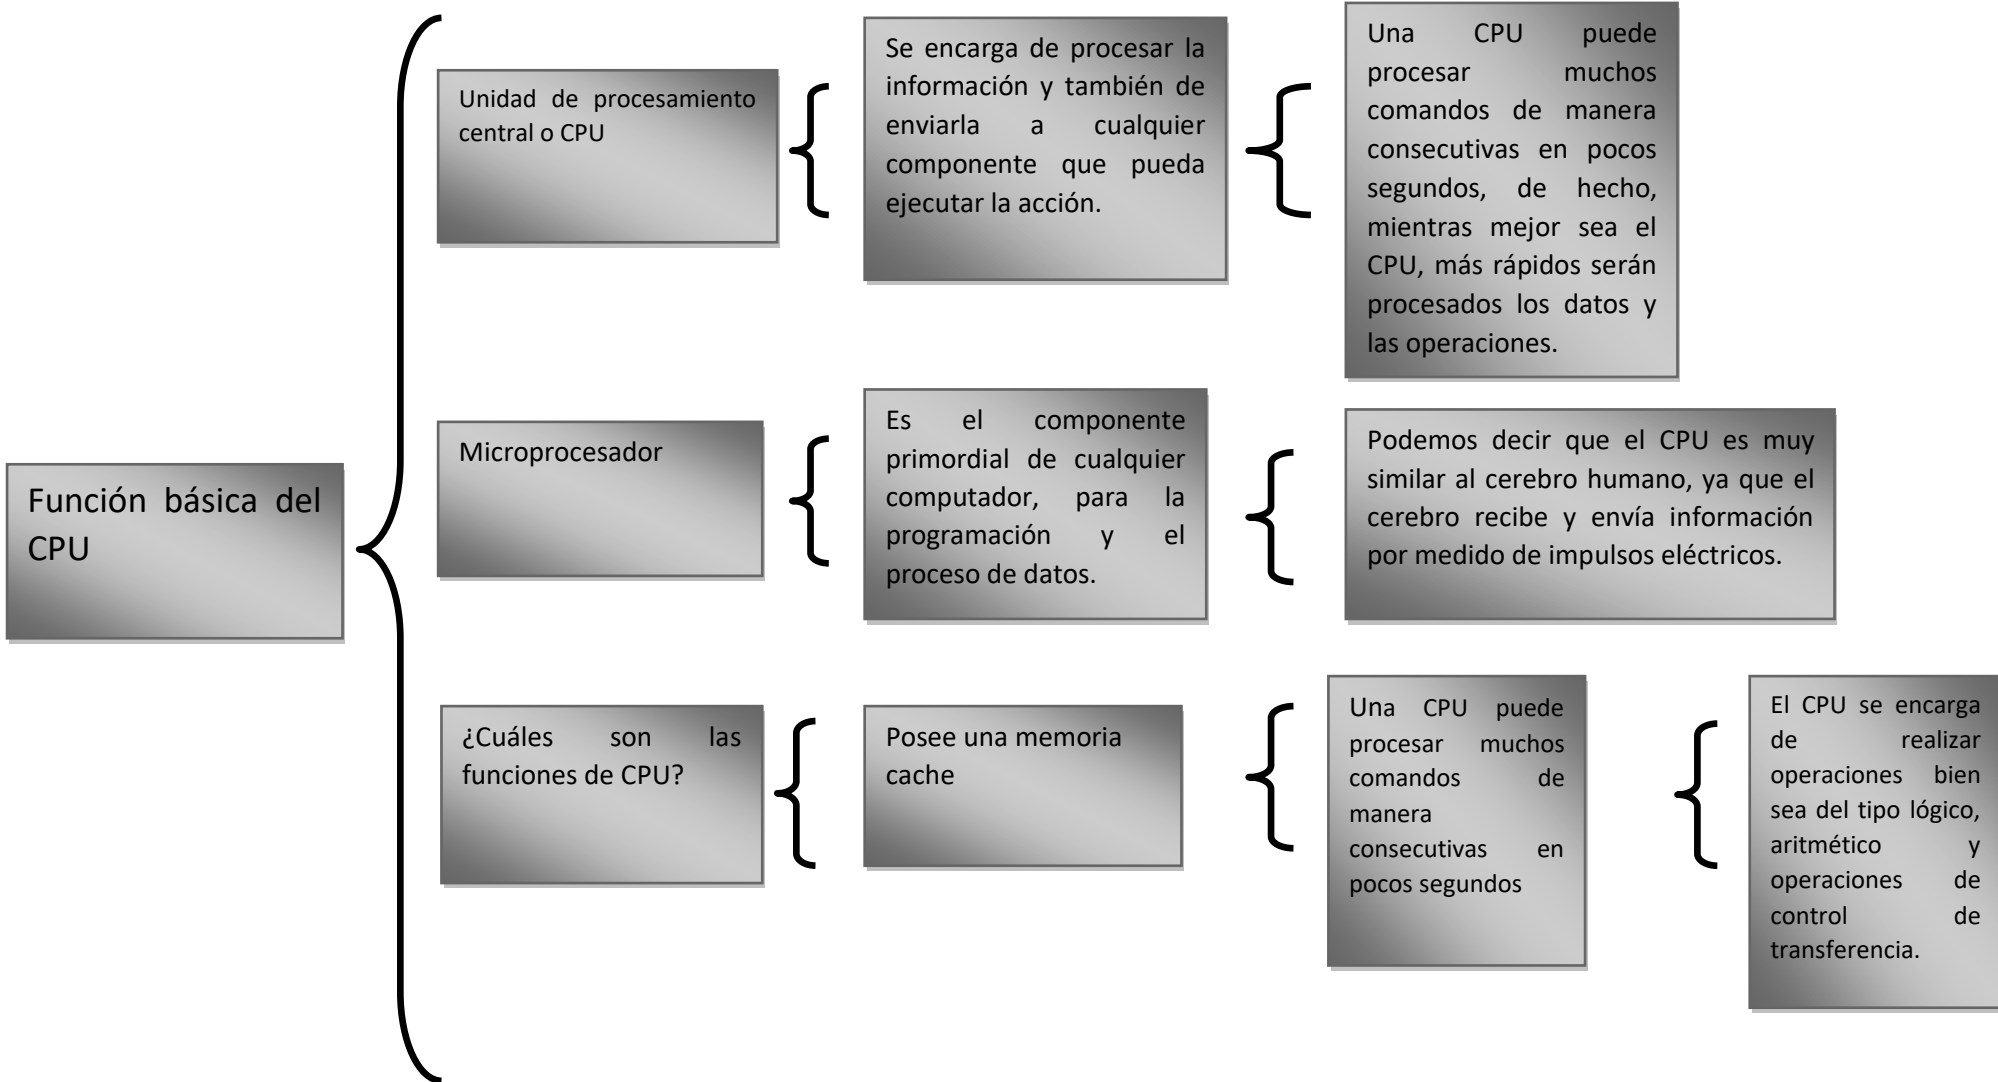 Función básica del
CPU
Unidad de procesamiento
central o CPU
Se encarga de procesar la
información y también de
enviarla a cualquier
componente que pueda
ejecutar la acción.
Una CPU puede
procesar muchos
comandos de manera
consecutivas en pocos
segundos, de hecho,
mientras mejor sea el
CPU, más rápidos serán
procesados los datos y
las operaciones.
Microprocesador
Es el componente
primordial de cualquier
computador, para la
programación y el
proceso de datos.
Podemos decir que el CPU es muy
similar al cerebro humano, ya que el
cerebro recibe y envía información
por medido de impulsos eléctricos.
¿Cuáles son las
funciones de CPU?
Posee una memoria
cache
Una CPU puede
procesar muchos
comandos de
manera
consecutivas en
pocos segundos
El CPU se encarga
de realizar
operaciones bien
sea del tipo lógico,
aritmético y
operaciones de
control de
transferencia.